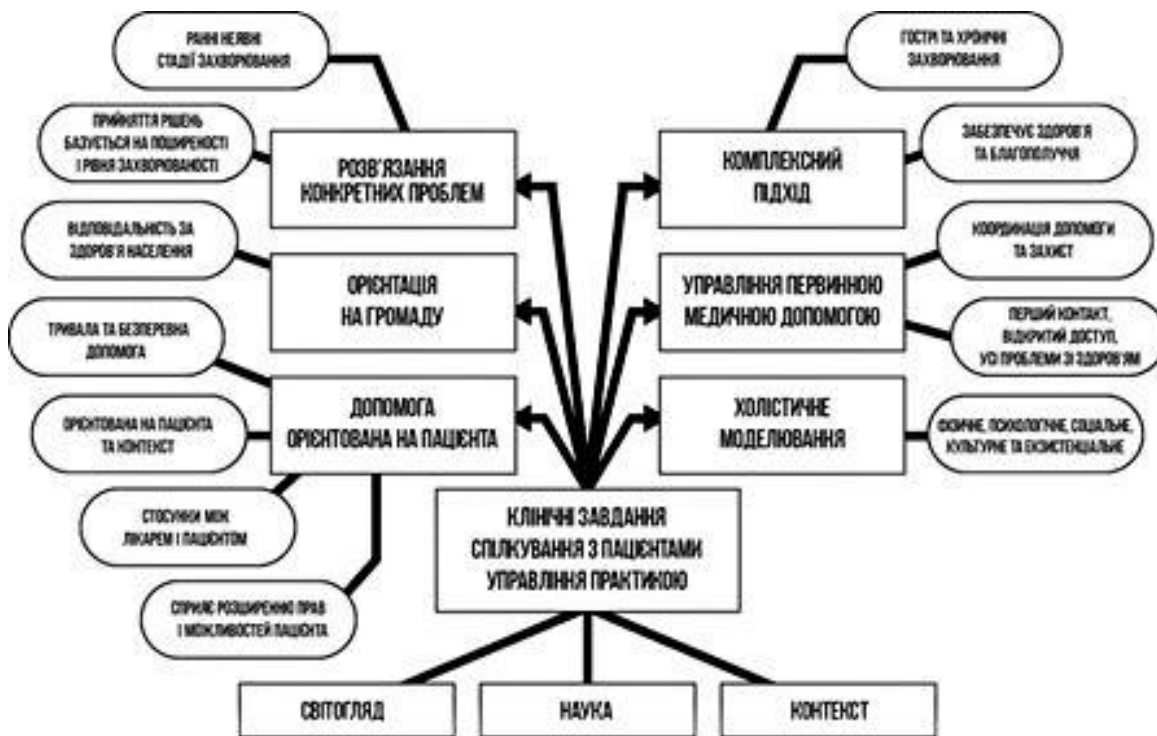 РАННІ НЕЯВНІ
СТАДІЇ ЗАХВОРЮВАННЯ
ПРИЙНЯТТЯ РІШЕНЬ
БАЗУЄТЬСЯ НА ПОШИРЕНОСТІ
І РІВНЯ ЗАХВОРЮВАНОСТІ
ВІДПОВІДАЛЬНІСТЬ ЗА
ЗДОРОВ'Я НАСЕЛЕННЯ
ТРИВАЛА ТА БЕЗПЕРЕВНА
ДОПОМОГА
ОРІЄНТОВАНА НА ПАЦІЄНТА
ТА КОНТЕКСТ
СТОСУНКИ МІЖ
ЛІКАРЕМ І ПАЦІЄНТОМ
СПРИЯЄ РОЗШИРЕННЮ ПРАВ
І МОЖЛИВОСТЕЙ ПАЦІЄНТА
РОЗВ'ЯЗАННЯ
КОНКРЕТНИХ ПРОБЛЕМ
ОРІЄНТАЦІЯ
НА ГРОМАДУ
ДОПОМОГА
ОРІЄНТОВАНА НА ПАЦІЄНТА
КОМПЛЕКСНИЙ
ПІДХІД
УПРАВЛІННЯ ПЕРВИННОЮ
МЕДИЧНОЮ ДОПОМОГОЮ
ХОЛІСТИЧНЕ
МОДЕЛЮВАННЯ
ГОСТРІ ТА ХРОНІЧНІ
ЗАХВОРЮВАННЯ
ЗАБЕЗПЕЧУЄ ЗДОРОВ'Я
ТА БЛАГОПОЛУЧЧЯ
КООРДИНАЦІЯ ДОПОМОГИ
ТА ЗАХИСТ
ПЕРШИЙ КОНТАКТ,
ВІДКРИТИЙ ДОСТУП,
УСІ ПРОБЛЕМИ ЗІ ЗДОРОВ'ЯМ
ФІЗИЧНЕ, ПСИХОЛОГІЧНЕ, СОЦІАЛЬНЕ,
КУЛЬТУРНЕ ТА ЕКЗИСТЕНЦІАЛЬНЕ
КЛІНІЧНІ ЗАВДАННЯ
СПІЛКУВАННЯ З ПАЦІЄНТАМИ
УПРАВЛІННЯ ПРАКТИКОЮ
СВІТОГЛЯД
НАУКА
КОНТЕКСТ